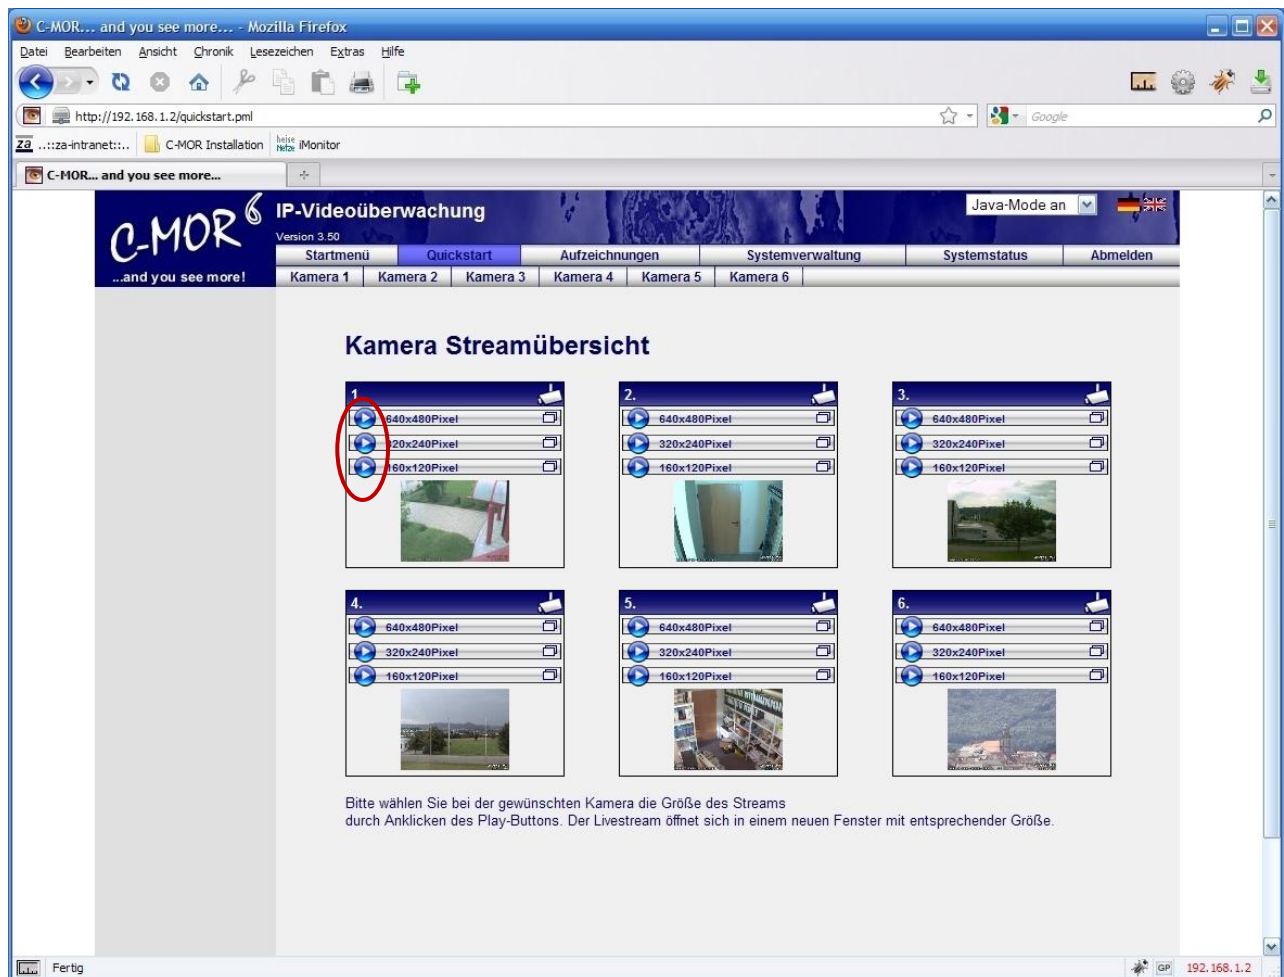 C-MOR... and you see more... - Mozilla Firefox
Datei Bearbeiten Ansicht Chronik Lesezeichen Extras Hilfe
http://192.168.1.2/quickstart.pml
Google
Za ..::za-intranet::.. C-MOR Installation heise Netze iMonitor
C-MOR... and you see more...
C-MOR 6
...and you see more!
IP-Videoüberwachung
Version 3.50
Java-Mode an
Startmenü Quickstart Aufzeichnungen Systemverwaltung Systemstatus Abmelden
Kamera 1 Kamera 2 Kamera 3 Kamera 4 Kamera 5 Kamera 6
Kamera Streamübersicht
1.
640x480Pixel
320x240Pixel
160x120Pixel
2.
640x480Pixel
320x240Pixel
160x120Pixel
3.
640x480Pixel
320x240Pixel
160x120Pixel
4.
640x480Pixel
320x240Pixel
160x120Pixel
5.
640x480Pixel
320x240Pixel
160x120Pixel
6.
640x480Pixel
320x240Pixel
160x120Pixel
Bitte wählen Sie bei der gewünschten Kamera die Größe des Streams
durch Anklicken des Play-Buttons. Der Livestream öffnet sich in einem neuen Fenster mit entsprechender Größe.
Fertig
GP 192.168.1.2